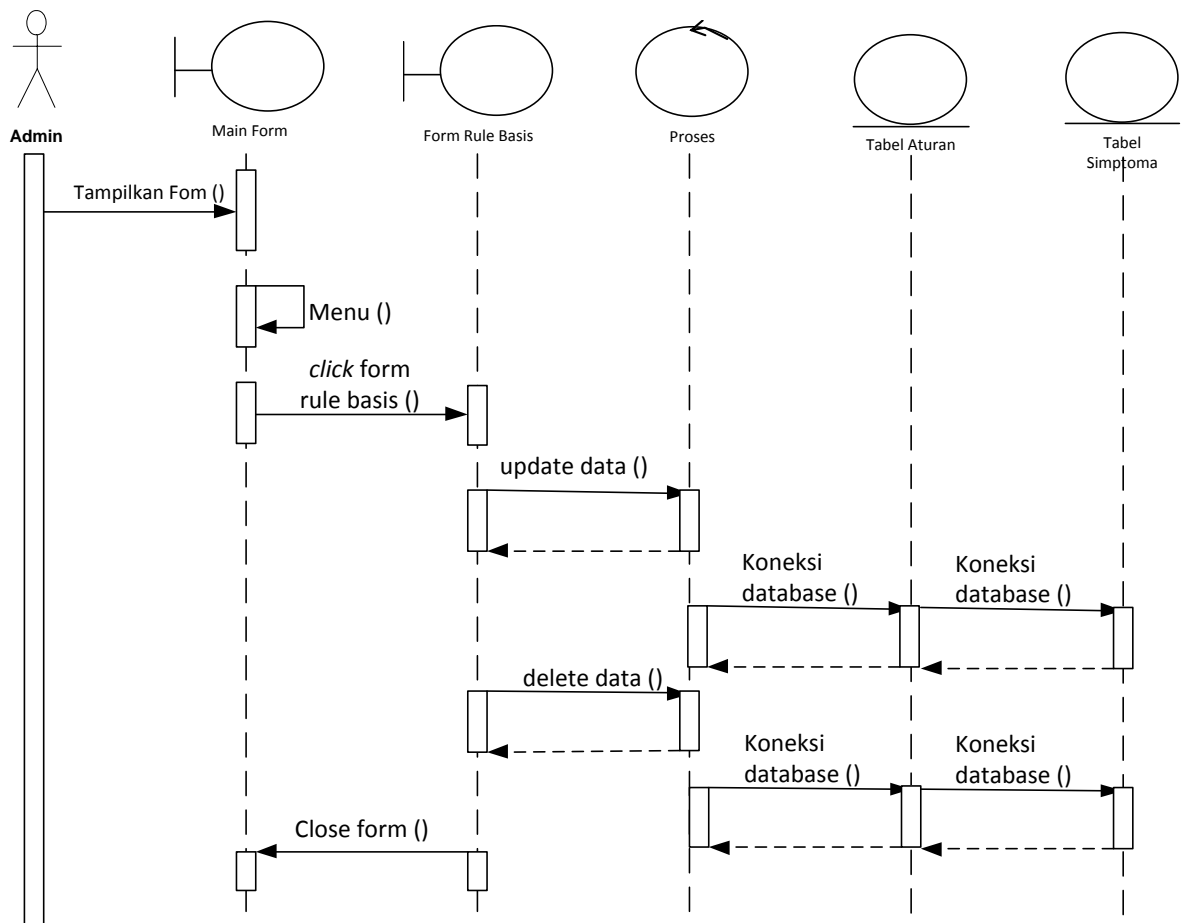 Admin
Main Form
Form Rule Basis
Proses
Tabel Aturan
Tabel
Simptoma
Tampilkan Fom ()
Menu ()
click form
rule basis ()
update data ()
Koneksi
database ()
Koneksi
database ()
delete data ()
Koneksi
database ()
Koneksi
database ()
Close form ()